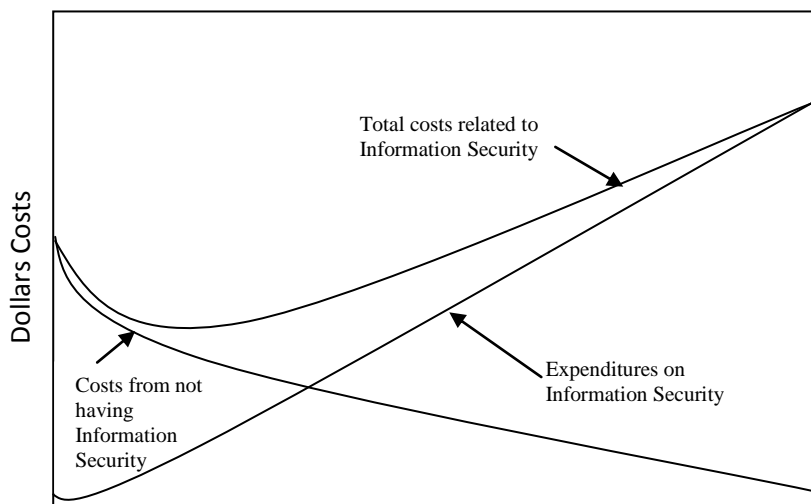 Total costs related to
Information Security
Dollars Costs
Costs from not
having
Information
Security
Expenditures on
Information Security